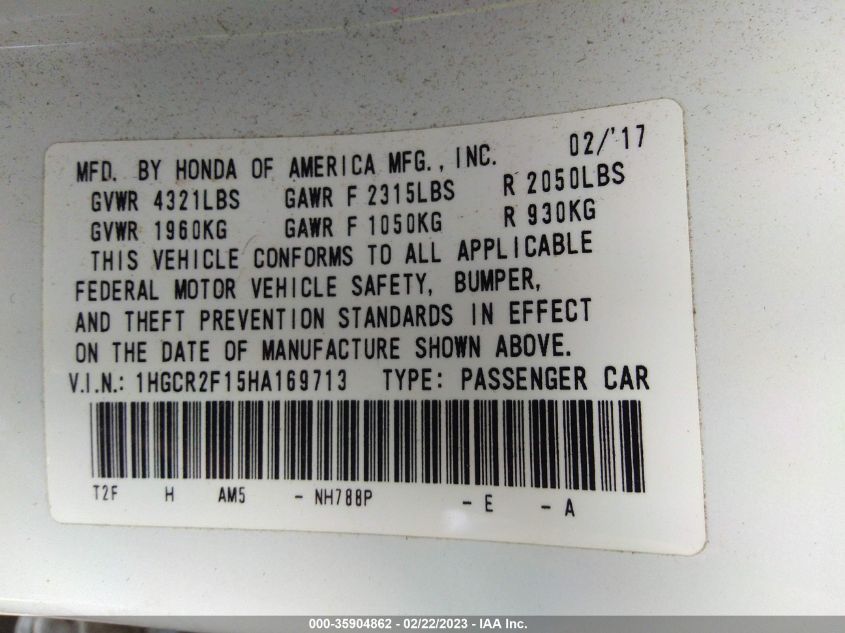 MFD. BY HONDA OF AMERICA MFG., INC. 02/'17
GVWR 4321LBS GAWR F 2315LBS R 2050LBS
GVWR 1960KG GAWR F 1050KG R 930KG
THIS VEHICLE CONFORMS TO ALL APPLICABLE
FEDERAL MOTOR VEHICLE SAFETY, BUMPER,
AND THEFT PREVENTION STANDARDS IN EFFECT
ON THE DATE OF MANUFACTURE SHOWN ABOVE.
V.I.N.: 1HGCR2F15HA169713 TYPE: PASSENGER CAR
T2F H AM5 - NH788P - E - A
000-35904862 - 02/22/2023 - IAA Inc.